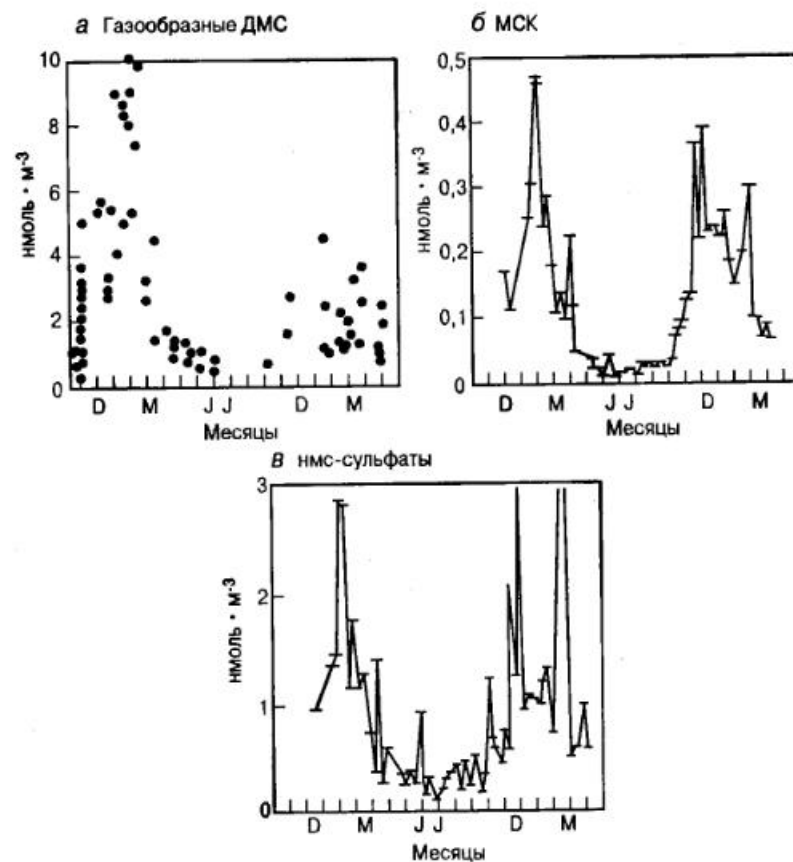 а Газообразные ДМС
10
8
6
4
2
0
нмоль · м⁻³
D M J J D M
Месяцы
б МСК
0,5
0,4
0,3
0,2
0,1
0
нмоль · м⁻³
D M J J D M
Месяцы
в нмс-сульфаты
3
2
1
0
нмоль · м⁻³
D M J J D M
Месяцы